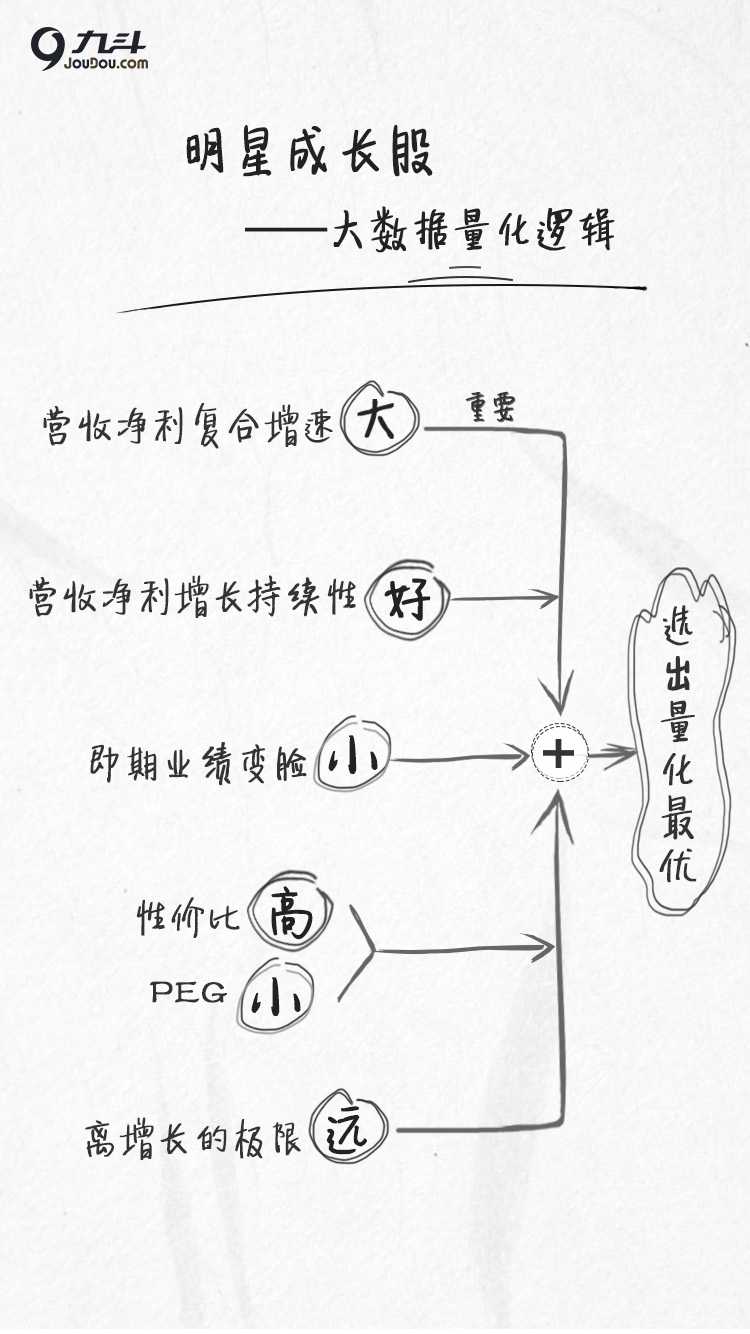 九斗
JouDou.com
明星成长股
——大数据量化逻辑
营收净利复合增速 大
重要
营收净利增长持续性 好
即期业绩变脸 小
+
选出量化最优
性价比 高
PEG 小
离增长的极限 远